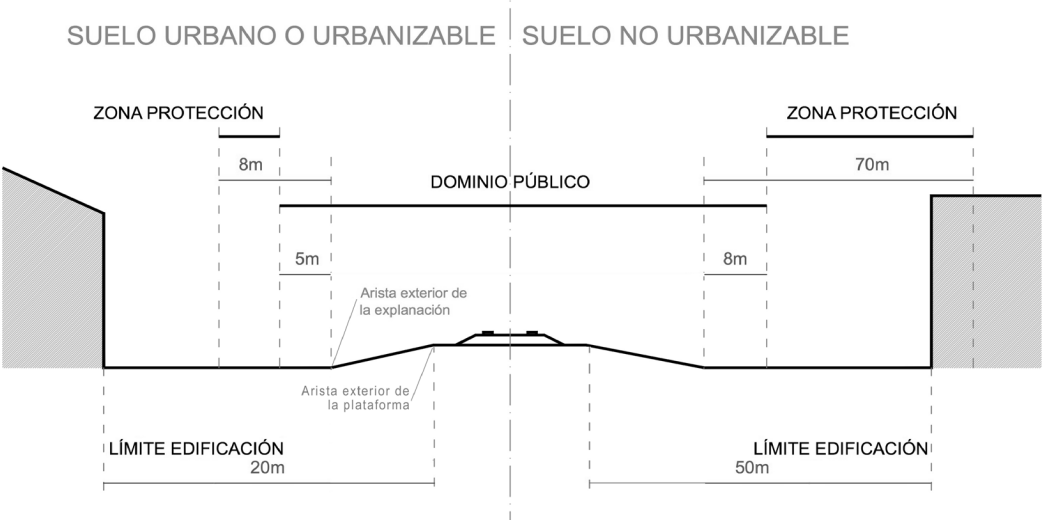 SUELO URBANO O URBANIZABLE
SUELO NO URBANIZABLE
ZONA PROTECCIÓN
ZONA PROTECCIÓN
8m
70m
DOMINIO PÚBLICO
5m
8m
Arista exterior de
la explanación
Arista exterior de
la plataforma
LÍMITE EDIFICACIÓN
20m
LÍMITE EDIFICACIÓN
50m